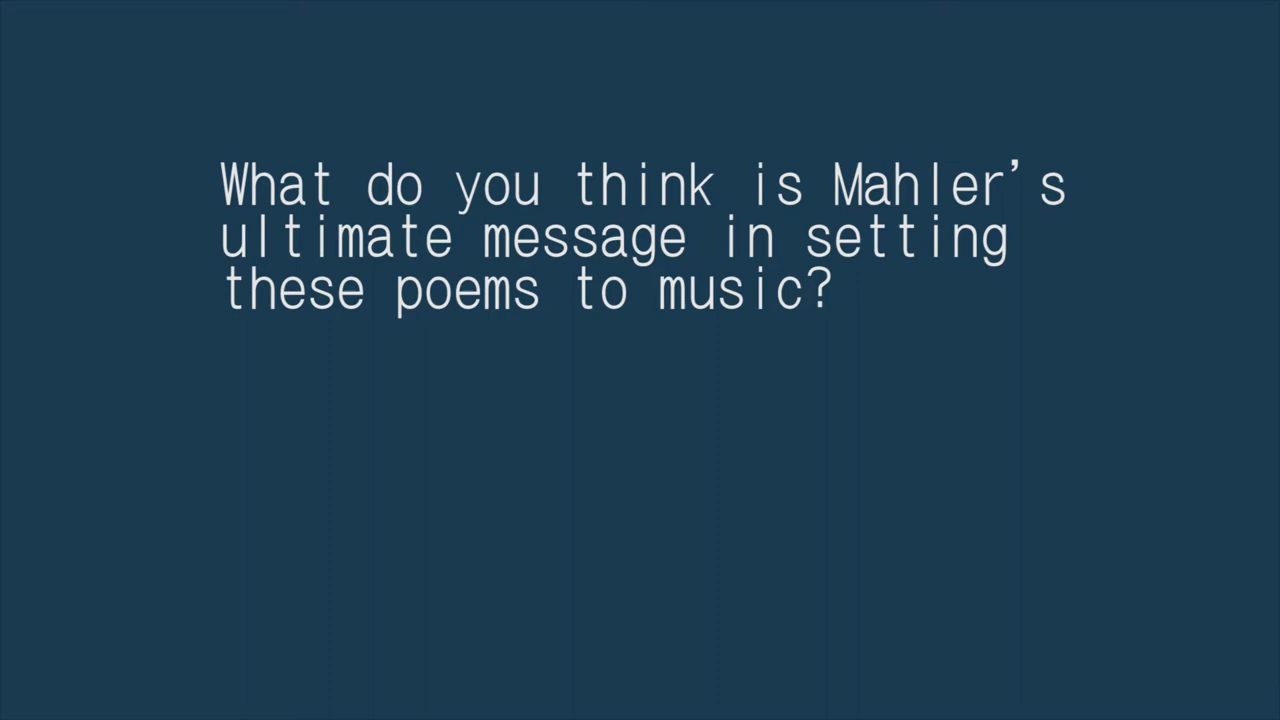 What do you think is Mahler’s
ultimate message in setting
these poems to music?